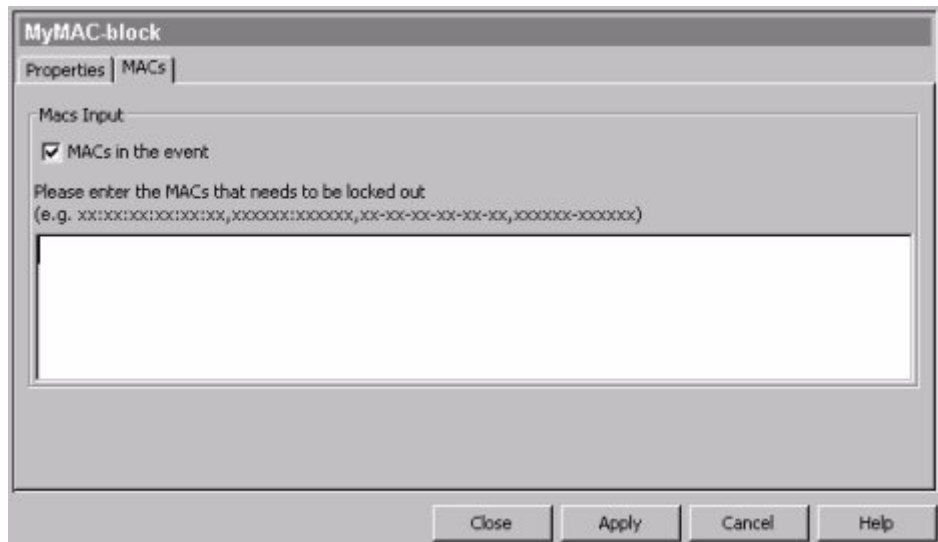 MyMAC-block
Properties MACs
Macs Input
MACs in the event
Please enter the MACs that needs to be locked out
(e.g. xx:xx:xx:xx:xx:xx,xxxxxx:xxxxxx,xx-xx-xx-xx-xx-xx,xxxxxx-xxxxxx)
Close Apply Cancel Help